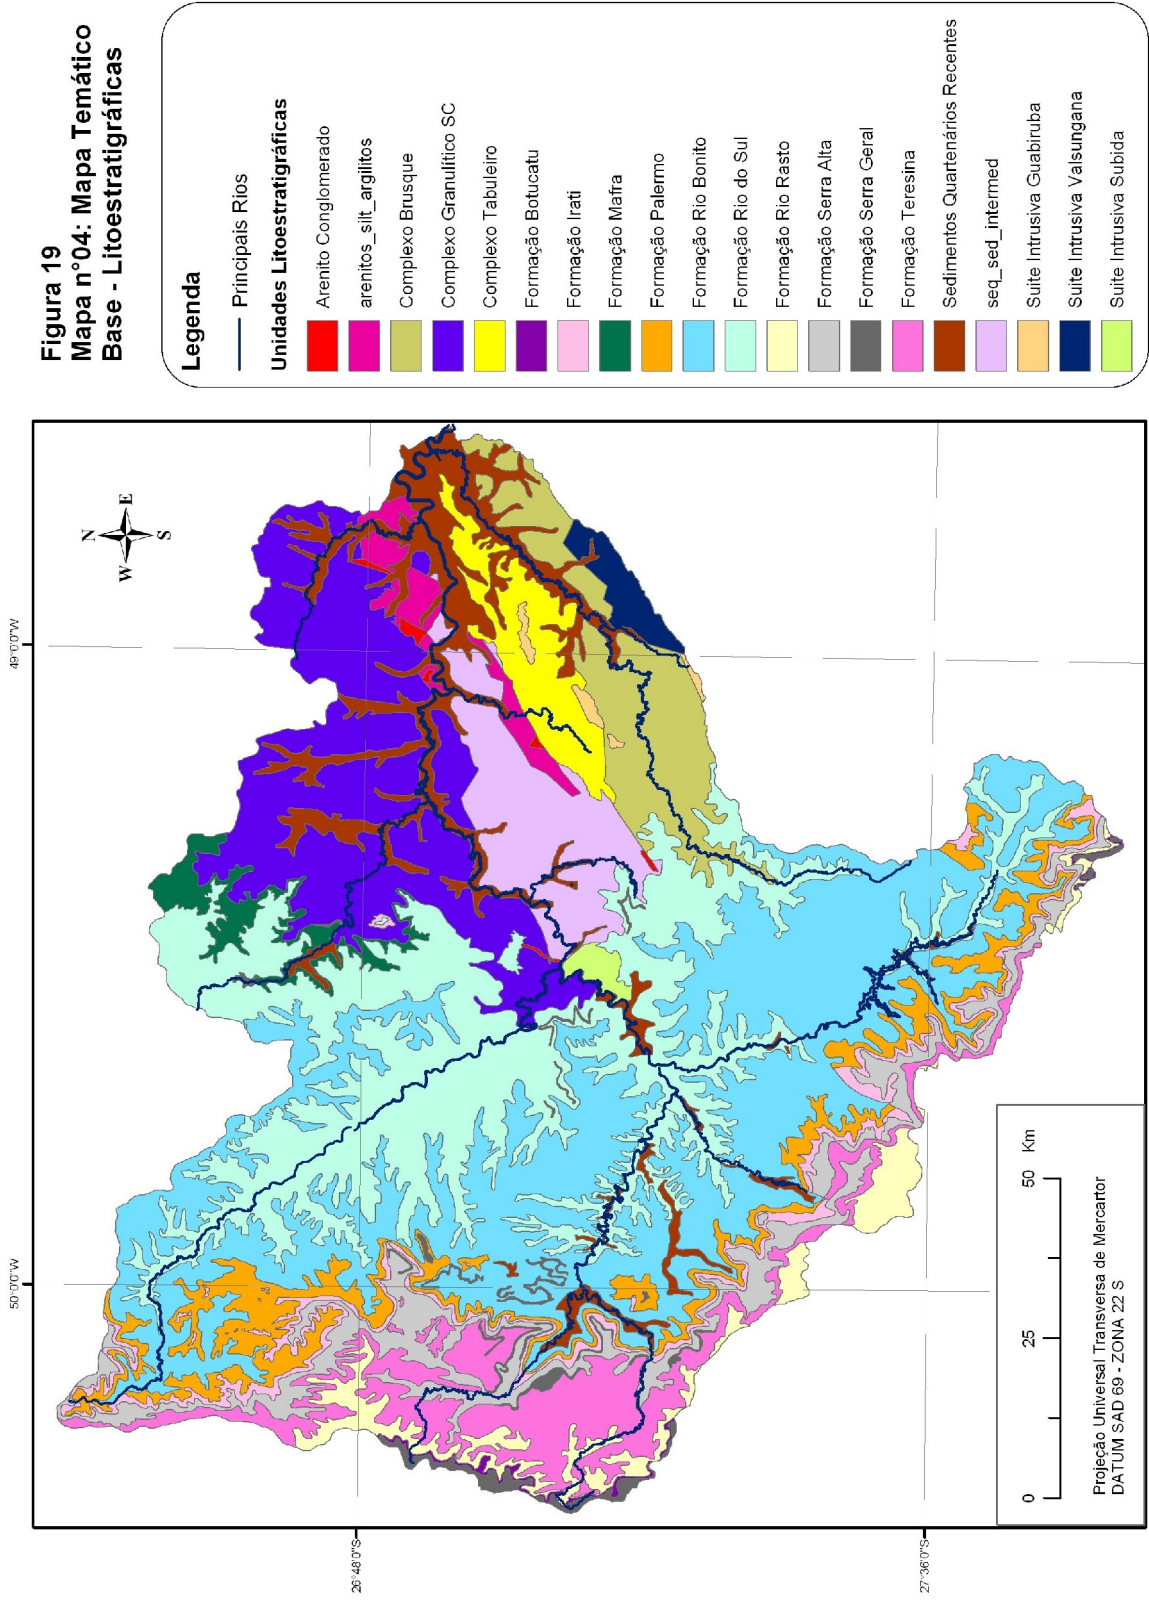 Figura 19
Mapa n°04: Mapa Temático
Base - Litoestratigráficas
Legenda
Principais Rios
Unidades Litoestratigráficas
Arenito Conglomerado
arenitos_silt_argilitos
Complexo Brusque
Complexo Granulítico SC
Complexo Tabuleiro
Formação Botucatu
Formação Irati
Formação Mafra
Formação Palermo
Formação Rio Bonito
Formação Rio do Sul
Formação Rio Rasto
Formação Serra Alta
Formação Serra Geral
Formação Teresina
Sedimentos Quartenários Recentes
seq_sed_intermed
Suite Intrusiva Guabiruba
Suite Intrusiva Valsungana
Suite Intrusiva Subida
N
W
E
S
50°0'0"W
49°0'0"W
26°48'0"S
27°36'0"S
0 25 50 Km
Projeção Universal Transversa de Mercartor
DATUM SAD 69 - ZONA 22 S